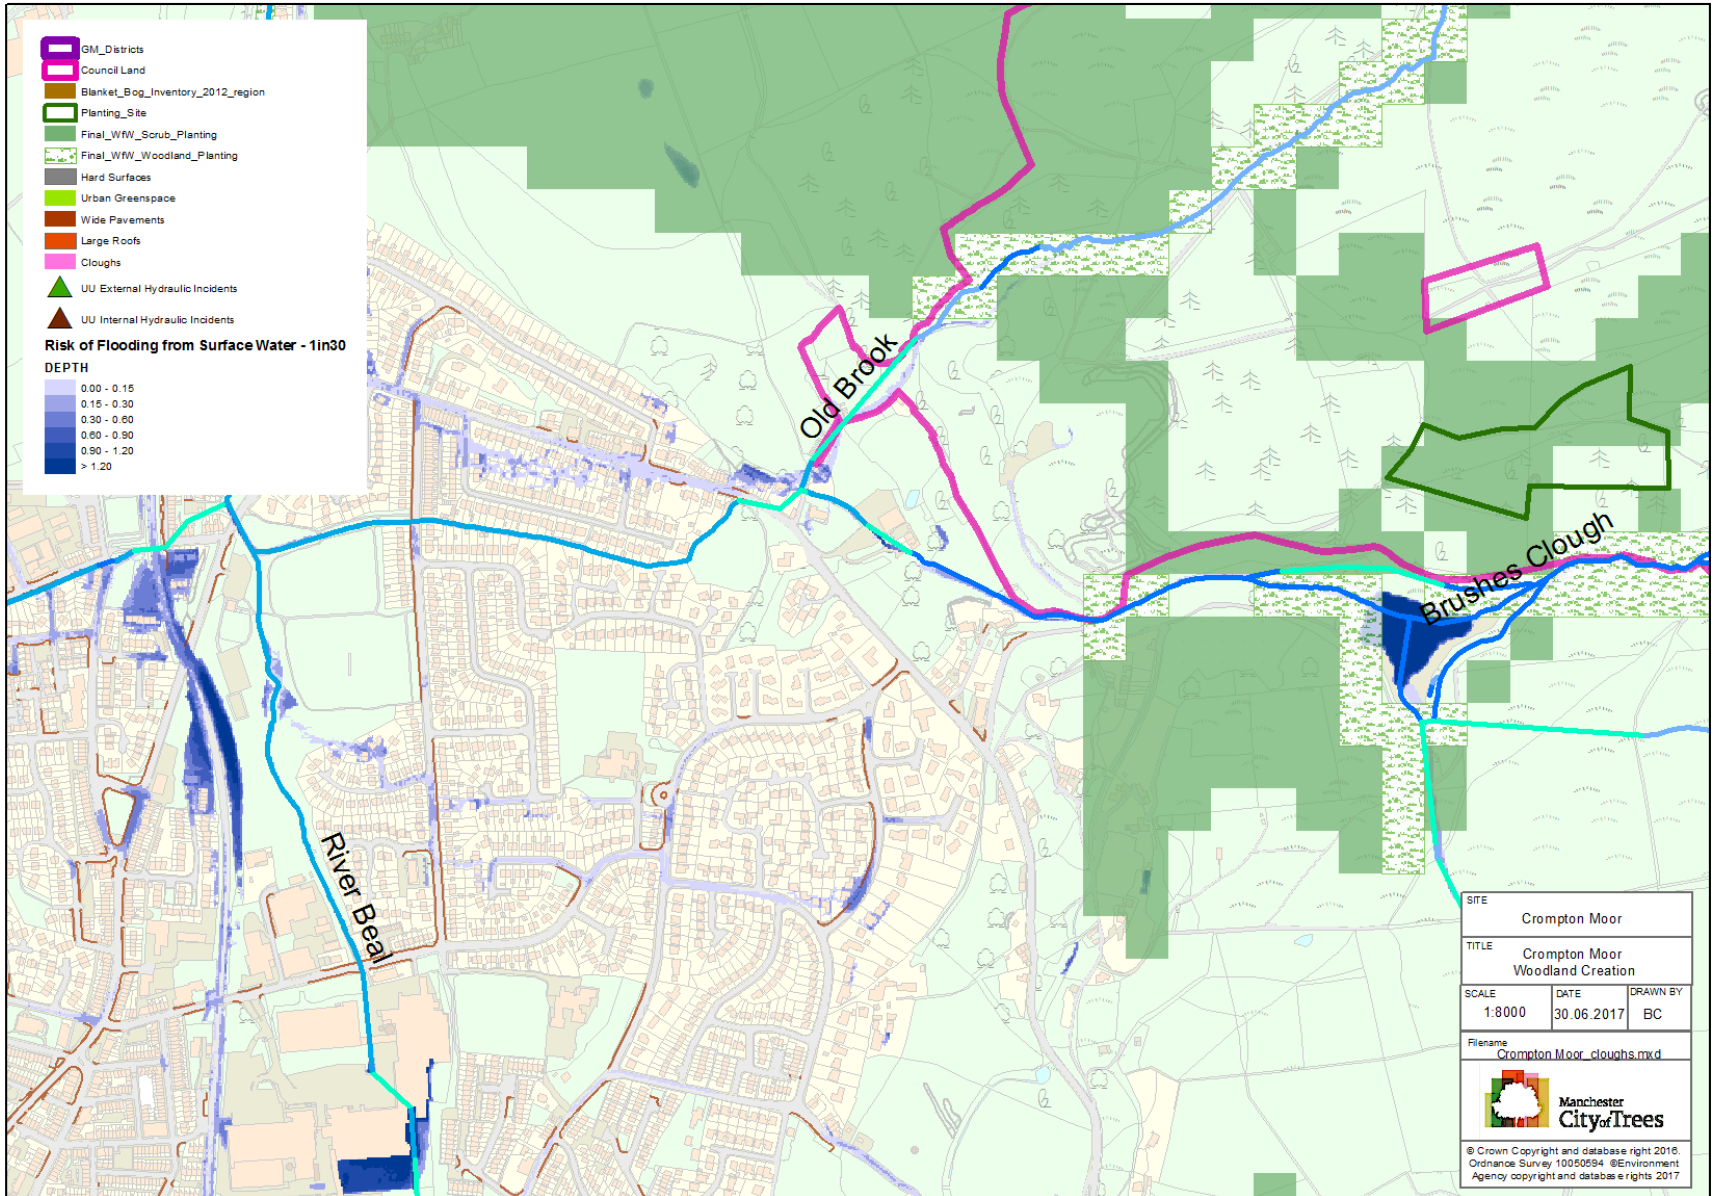 GM_Districts
Council Land
Blanket_Bog_Inventory_2012_region
Planting_Site
Final_WfW_Scrub_Planting
Final_WfW_Woodland_Planting
Hard Surfaces
Urban Greenspace
Wide Pavements
Large Roofs
Cloughs
UU External Hydraulic Incidents
UU Internal Hydraulic Incidents
Risk of Flooding from Surface Water - 1in30
DEPTH
0.00 - 0.15
0.15 - 0.30
0.30 - 0.60
0.60 - 0.90
0.90 - 1.20
> 1.20
Old Brook
Brushes Clough
River Beal
SITE
Crompton Moor
TITLE
Crompton Moor
Woodland Creation
SCALE
1:8000
DATE
30.06.2017
DRAWN BY
BC
Filename
Crompton Moor_cloughs.mxd
Manchester
City of Trees
© Crown Copyright and database right 2016.
Ordnance Survey 10050594 ©Environment
Agency copyright and database rights 2017